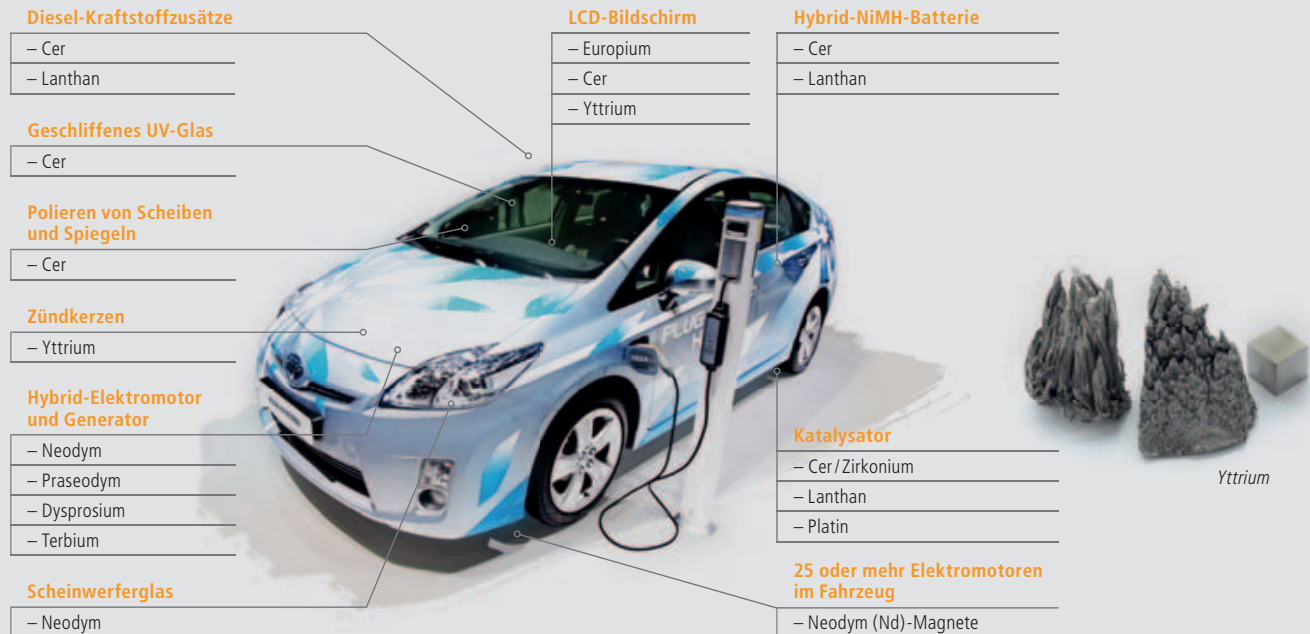 Diesel-Kraftstoffzusätze
– Cer
– Lanthan
Geschliffenes UV-Glas
– Cer
Polieren von Scheiben
und Spiegeln
– Cer
Zündkerzen
– Yttrium
Hybrid-Elektromotor
und Generator
– Neodym
– Praseodym
– Dysprosium
– Terbium
Scheinwerferglas
– Neodym
LCD-Bildschirm
– Europium
– Cer
– Yttrium
Hybrid-NiMH-Batterie
– Cer
– Lanthan
PLUG
Katalysator
– Cer/Zirkonium
– Lanthan
– Platin
25 oder mehr Elektromotoren
im Fahrzeug
– Neodym (Nd)-Magnete
Yttrium